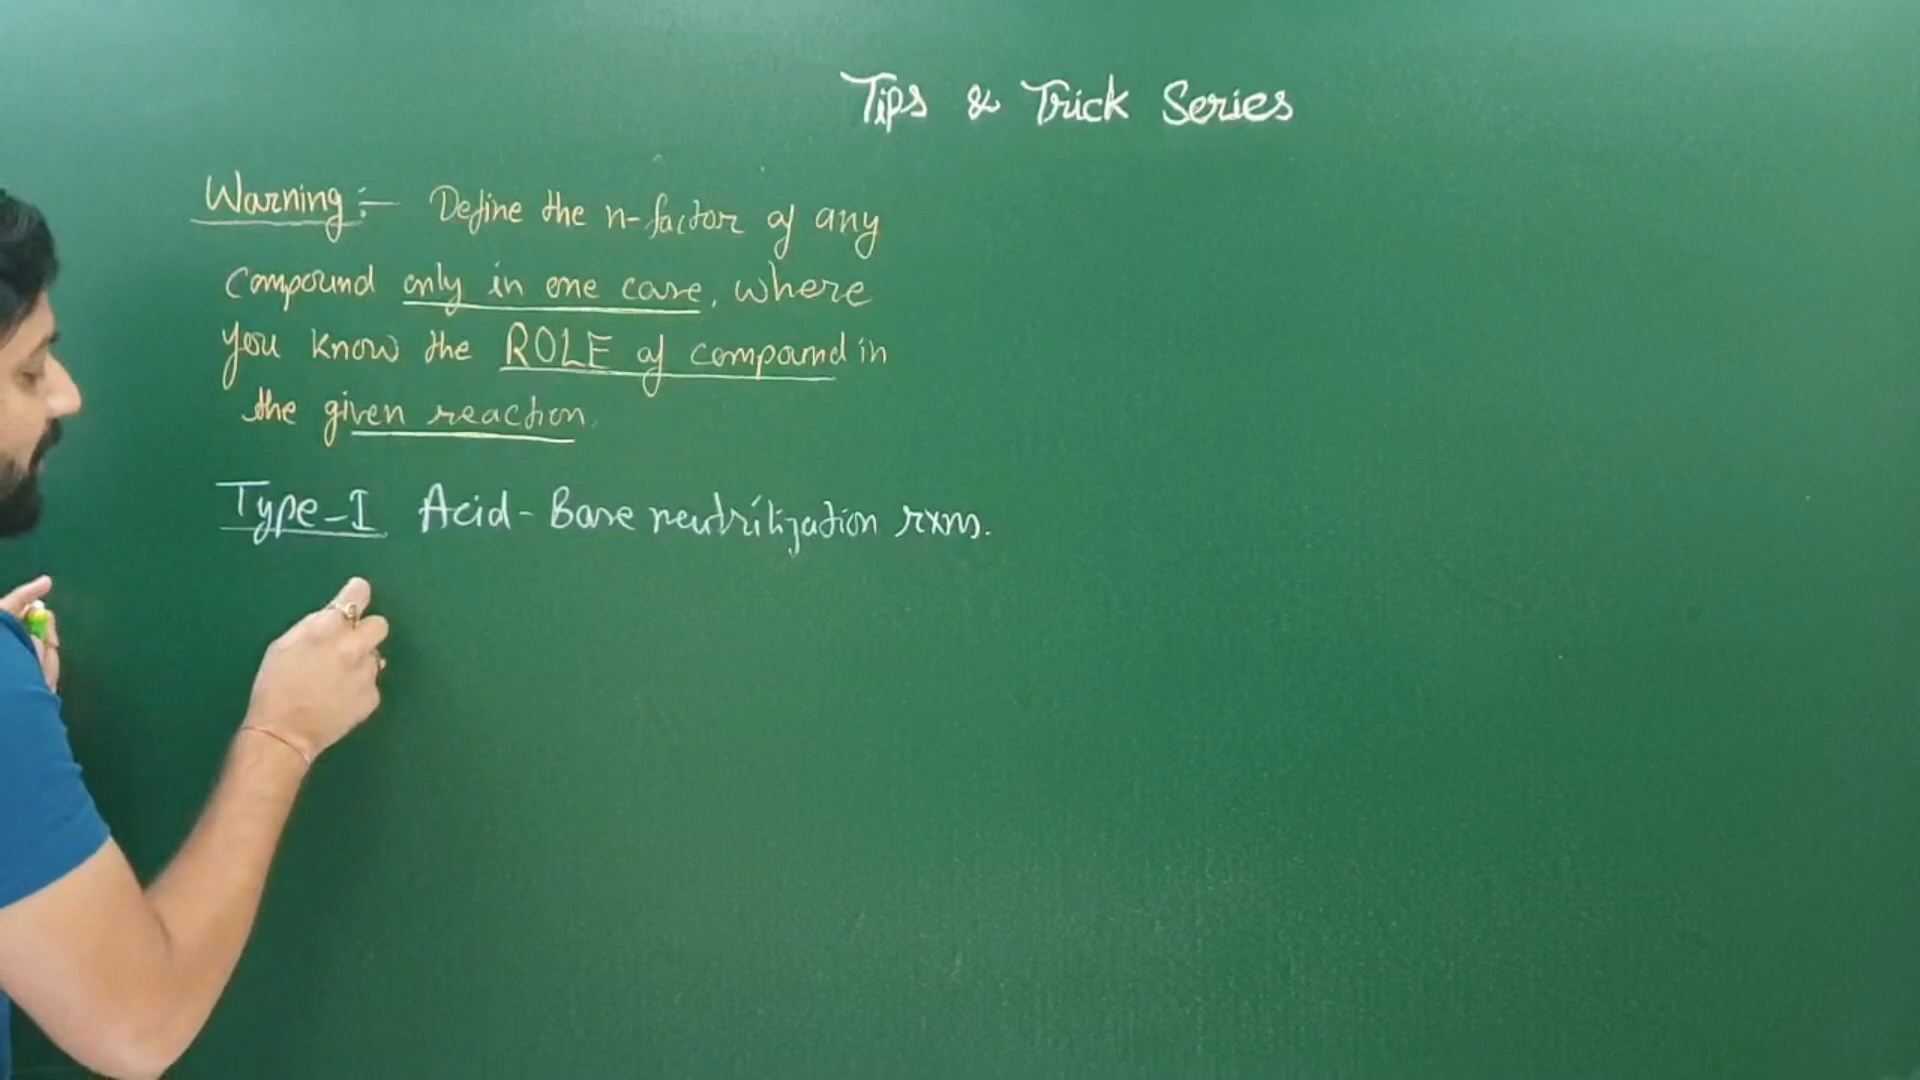 Tips & Trick Series
Warning :- Define the n-factor of any
compound only in one case, where
you know the ROLE of compound in
the given reaction.
Type-I Acid-Base neutrilization rxns.